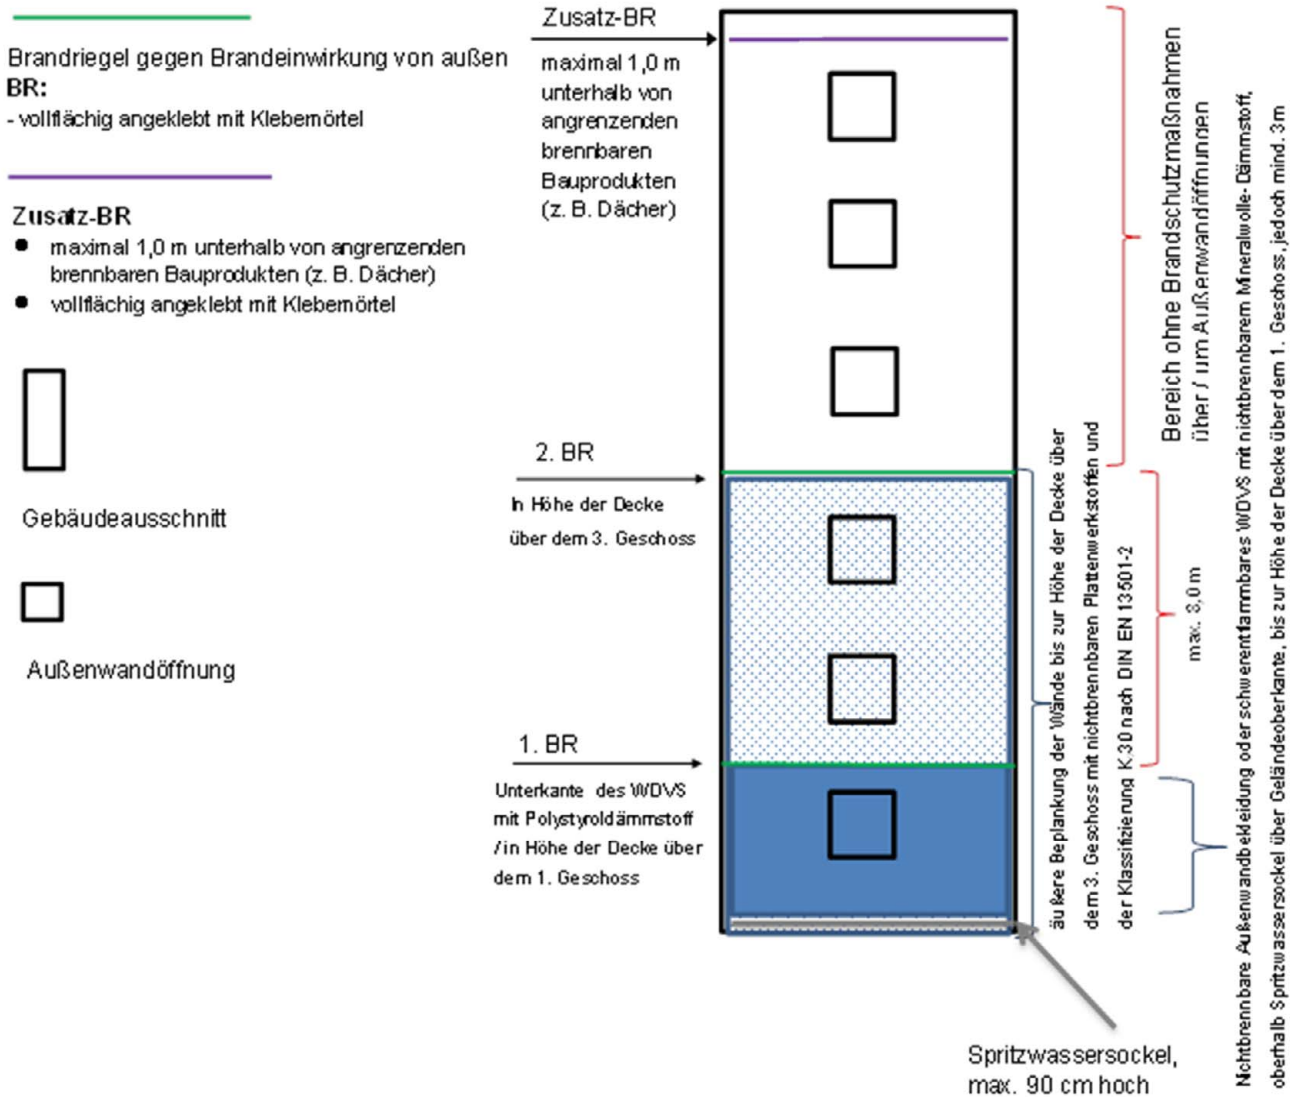 Brandriegel gegen Brandeinwirkung von außen
BR:
- vollflächig angeklebt mit Klebemörtel
Zusatz-BR
● maximal 1,0 m unterhalb von angrenzenden
brennbaren Bauprodukten (z. B. Dächer)
● vollflächig angeklebt mit Klebemörtel
Gebäudeausschnitt
Außenwandöffnung
Zusatz-BR
maximal 1,0 m
unterhalb von
angrenzenden
brennbaren
Bauprodukten
(z. B. Dächer)
2. BR
In Höhe der Decke
über dem 3. Geschoss
1. BR
Unterkante des WDVS
mit Polystyroldämmstoff
/ in Höhe der Decke über
dem 1. Geschoss
äußere Beplankung der Wände bis zur Höhe der Decke über
dem 3. Geschoss mit nichtbrennbaren Plattenwerkstoffen und
der Klassifizierung K 30 nach DIN EN 13501-2
Bereich ohne Brandschutzmaßnahmen
über / um Außenwandöffnungen
max. 8,0 m
Nichtbrennbare Außenwandbekleidung oder schwerentflammbares WDVS mit nichtbrennbarem Mineralwolle-Dämmstoff,
oberhalb Spritzwassersockel über Geländeoberkante, bis zur Höhe der Decke über dem 1. Geschoss, jedoch mind. 3m
Spritzwassersockel,
max. 90 cm hoch